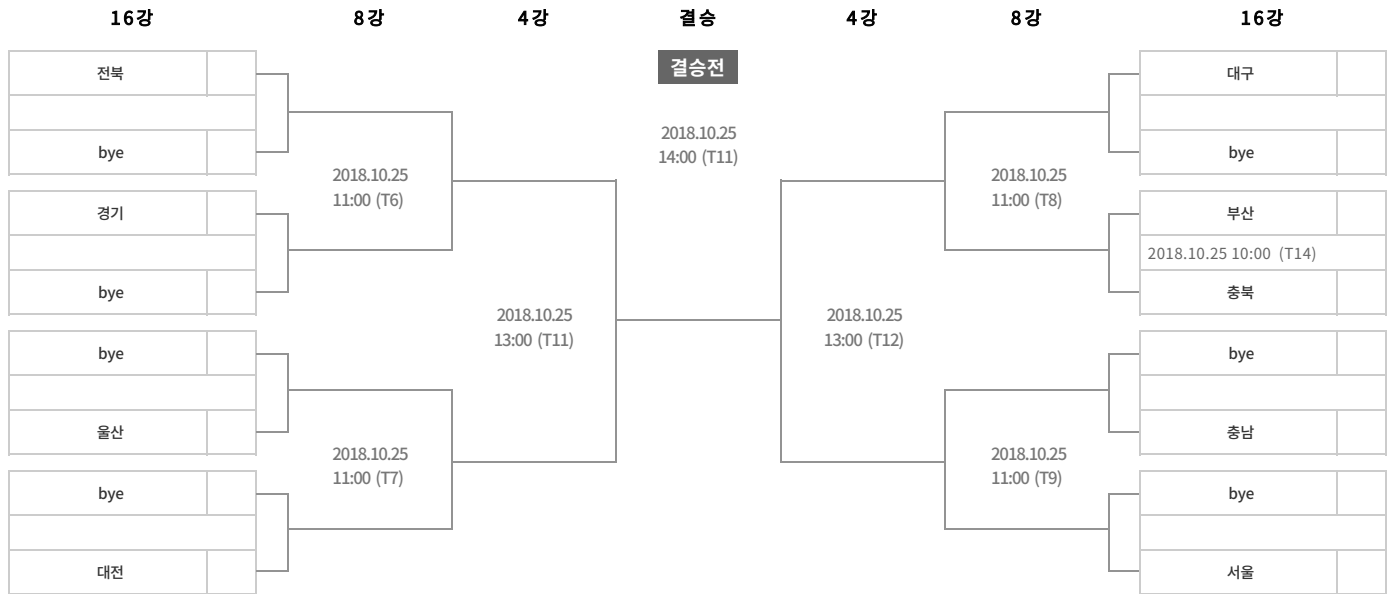 16강 8강 4강 결승 4강 8강 16강
결승전
전북
bye
경기
bye
bye
울산
bye
대전
2018.10.25
11:00 (T6)
2018.10.25
11:00 (T7)
2018.10.25
13:00 (T11)
2018.10.25
14:00 (T11)
2018.10.25
13:00 (T12)
2018.10.25
11:00 (T8)
2018.10.25
11:00 (T9)
대구
bye
부산
2018.10.25 10:00 (T14)
충북
bye
충남
bye
서울